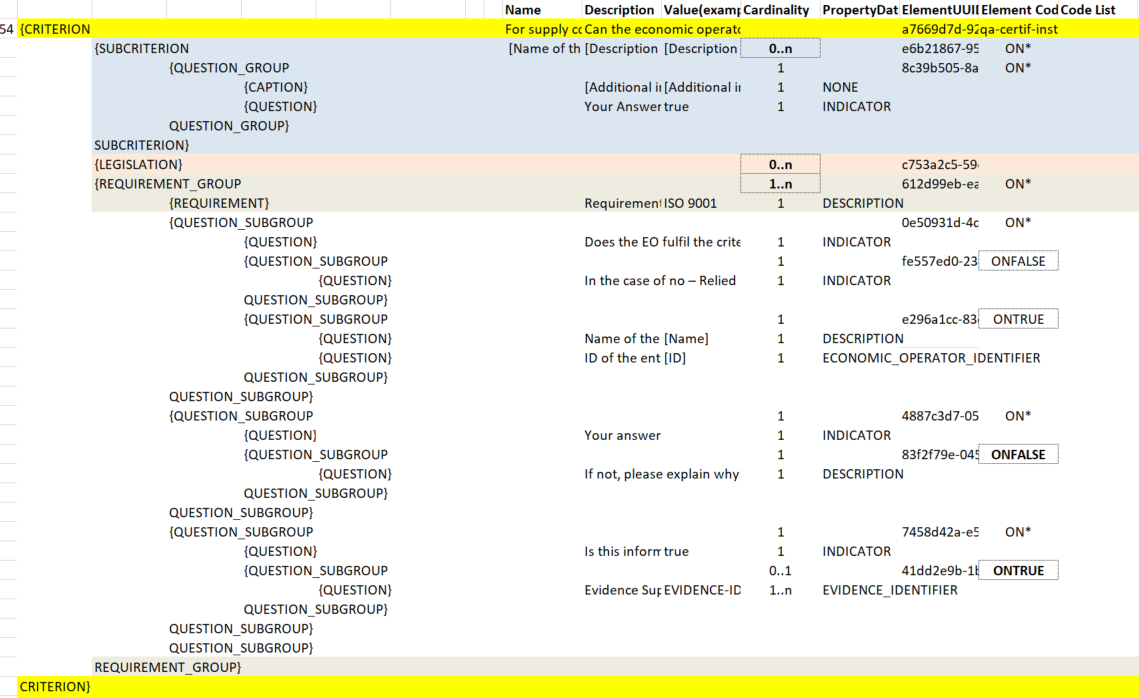 Name Description Value(examp Cardinality PropertyDat ElementUUII Element Cod Code List
54 {CRITERION For supply cc Can the economic operato a7669d7d-92 qa-certif-inst
{SUBCRITERION [Name of th [Description [Description 0..n e6b21867-95 ON*
{QUESTION_GROUP 1 8c39b505-8a ON*
{CAPTION} [Additional ir [Additional ir 1 NONE
{QUESTION} Your Answer true 1 INDICATOR
QUESTION_GROUP}
SUBCRITERION}
{LEGISLATION} 0..n c753a2c5-59
{REQUIREMENT_GROUP 1..n 612d99eb-ea ON*
{REQUIREMENT} Requirement ISO 9001 1 DESCRIPTION
{QUESTION_SUBGROUP 0e50931d-4c ON*
{QUESTION} Does the EO fulfil the crite 1 INDICATOR
{QUESTION_SUBGROUP 1 fe557ed0-23 ONFALSE
{QUESTION} In the case of no – Relied 1 INDICATOR
QUESTION_SUBGROUP}
{QUESTION_SUBGROUP 1 e296a1cc-83 ONTRUE
{QUESTION} Name of the [Name] 1 DESCRIPTION
{QUESTION} ID of the ent [ID] 1 ECONOMIC_OPERATOR_IDENTIFIER
QUESTION_SUBGROUP}
QUESTION_SUBGROUP}
{QUESTION_SUBGROUP 1 4887c3d7-05 ON*
{QUESTION} Your answer 1 INDICATOR
{QUESTION_SUBGROUP 1 83f2f79e-045 ONFALSE
{QUESTION} If not, please explain why 1 DESCRIPTION
QUESTION_SUBGROUP}
QUESTION_SUBGROUP}
{QUESTION_SUBGROUP 1 7458d42a-e5 ON*
{QUESTION} Is this inforn true 1 INDICATOR
{QUESTION_SUBGROUP 0..1 41dd2e9b-1b ONTRUE
{QUESTION} Evidence Sup EVIDENCE-ID 1..n EVIDENCE_IDENTIFIER
QUESTION_SUBGROUP}
QUESTION_SUBGROUP}
QUESTION_SUBGROUP}
REQUIREMENT_GROUP}
CRITERION}